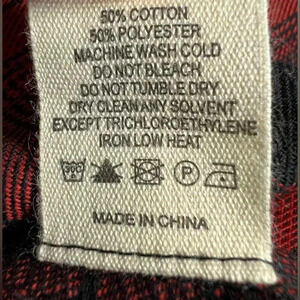 50% COTTON
50% POLYESTER
MACHINE WASH COLD
DO NOT BLEACH
DO NOT TUMBLE DRY
DRY CLEAN ANY SOLVENT
EXCEPT TRICHLOROETHYLENE
IRON LOW HEAT
30C P
MADE IN CHINA